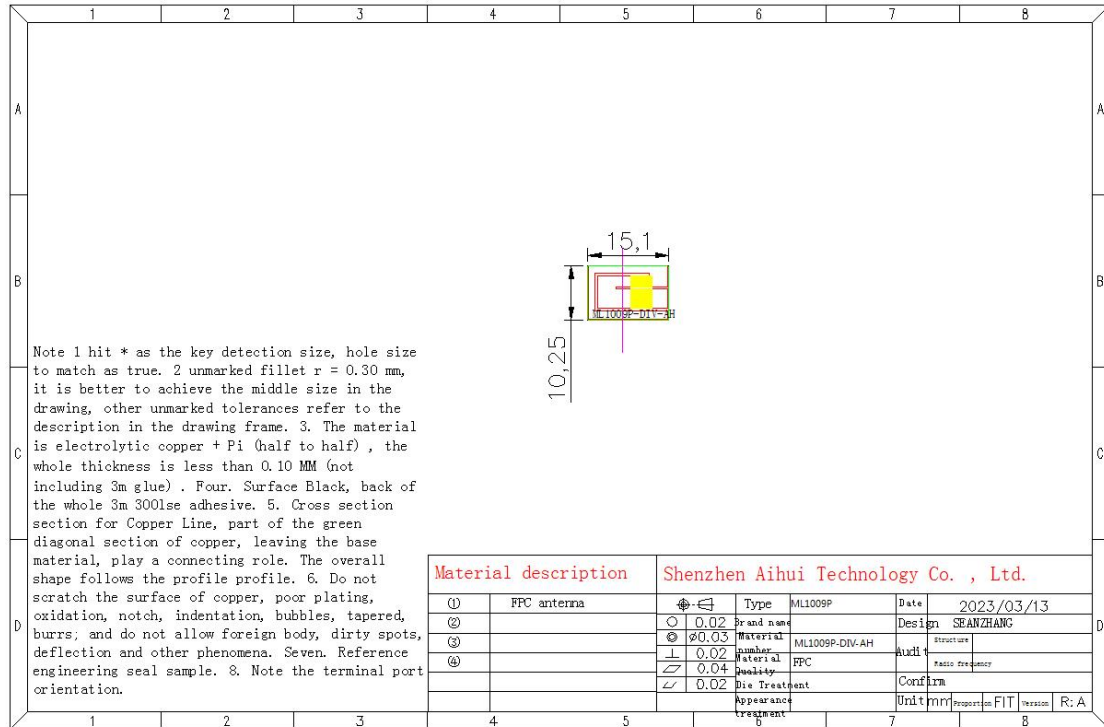 1 2 3 4 5 6 7 8
A A
B B
C C
D D
15,1
10,25
ML1009P-DIV-AH
Note 1 hit * as the key detection size, hole size
to match as true. 2 unmarked fillet r = 0.30 mm,
it is better to achieve the middle size in the
drawing, other unmarked tolerances refer to the
description in the drawing frame. 3. The material
is electrolytic copper + Pi (half to half) , the
whole thickness is less than 0.10 MM (not
including 3m glue) . Four. Surface Black, back of
the whole 3m 300lse adhesive. 5. Cross section
section for Copper Line, part of the green
diagonal section of copper, leaving the base
material, play a connecting role. The overall
shape follows the profile profile. 6. Do not
scratch the surface of copper, poor plating,
oxidation, notch, indentation, bubbles, tapered,
burrs; and do not allow foreign body, dirty spots,
deflection and other phenomena. Seven. Reference
engineering seal sample. 8. Note the terminal port
orientation.
Material description
① FPC antenna
②
③
④
Shenzhen Aihui Technology Co. , Ltd.
Type ML1009P Date 2023/03/13
0.02 Brand name Design SEANZHANG
⌀0.03 Material number ML1009P-DIV-AH Audit Structure
0.02 Material Quality FPC Radio frequency
0.04
0.02 Die Treatment Confirm
Appearance treatment Unit mm Proportion FIT Version R: A
1 2 3 4 5 6 7 8